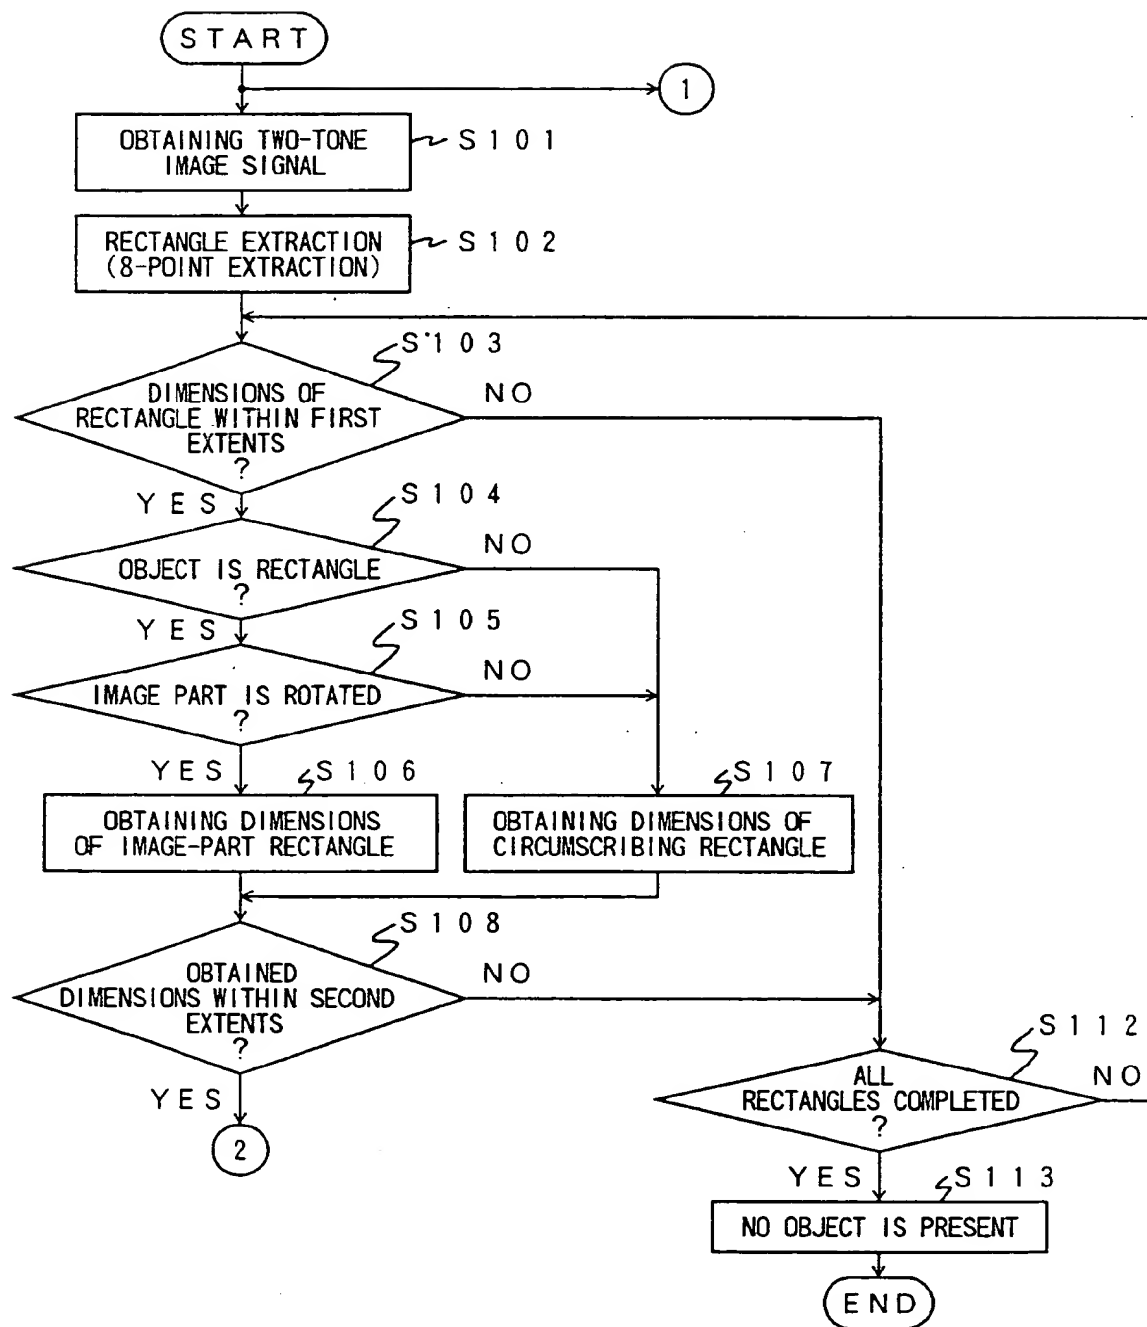 START
1
OBTAINING TWO-TONE
IMAGE SIGNAL
S101
RECTANGLE EXTRACTION
(8-POINT EXTRACTION)
S102
S103
DIMENSIONS OF
RECTANGLE WITHIN FIRST
EXTENTS
?
NO
YES
S104
OBJECT IS RECTANGLE
?
NO
YES
S105
IMAGE PART IS ROTATED
?
NO
YES
S106
OBTAINING DIMENSIONS
OF IMAGE-PART RECTANGLE
S107
OBTAINING DIMENSIONS OF
CIRCUMSCRIBING RECTANGLE
S108
OBTAINED
DIMENSIONS WITHIN SECOND
EXTENTS
?
NO
YES
2
S112
ALL
RECTANGLES COMPLETED
?
NO
YES
S113
NO OBJECT IS PRESENT
END